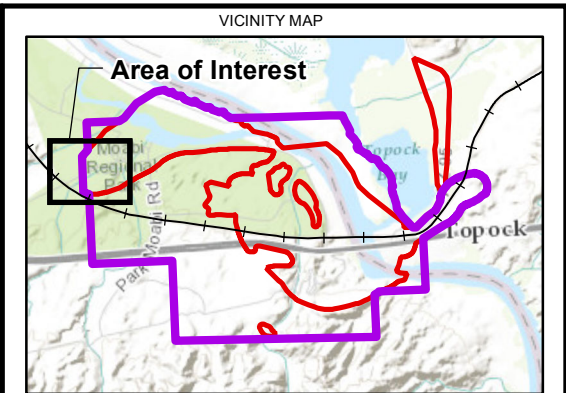 VICINITY MAP
Area of Interest
Moabi
Regional
Park
Park Moabi Rd
Topock
Bay
Topock